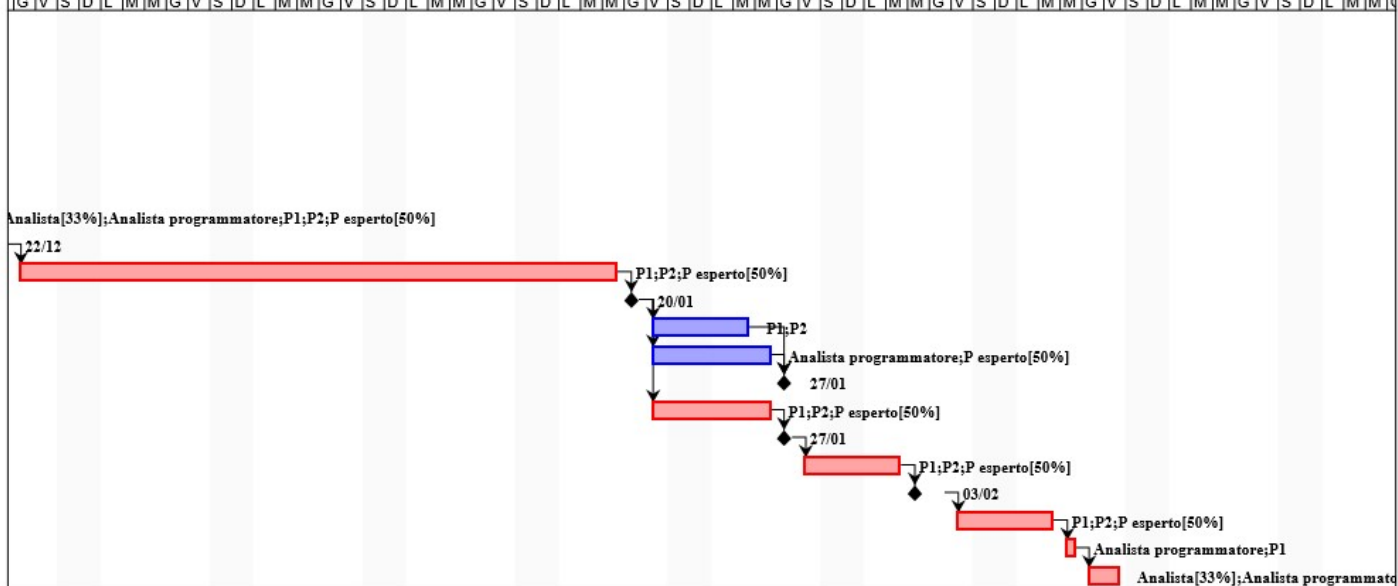 G V S D L M M G V S D L M M G V S D L M M G V S D L M M G V S D L M M G V S D L M M G V S D L M M G V S D L M M G V S D L M M
Analista[33%];Analista programmatore;P1;P2;P esperto[50%]
22/12
P1;P2;P esperto[50%]
20/01
P1;P2
Analista programmatore;P esperto[50%]
27/01
P1;P2;P esperto[50%]
27/01
P1;P2;P esperto[50%]
03/02
P1;P2;P esperto[50%]
Analista programmatore;P1
Analista[33%];Analista programmato